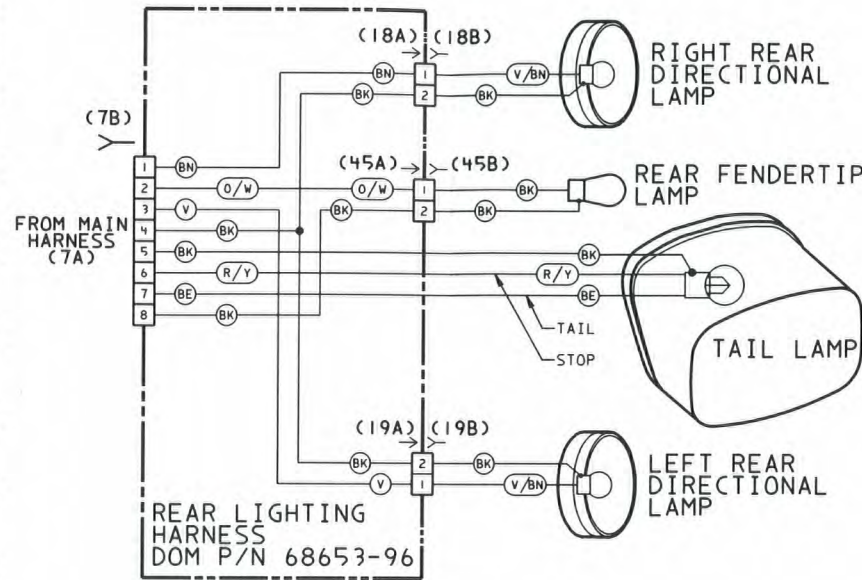 (18A) (18B)
BN 1 V/BN
BK 2 BK
RIGHT REAR
DIRECTIONAL
LAMP
(7B)
(45A) (45B)
1 BN
2 O/W O/W 1 BK
3 V BK 2 BK
4 BK
5 BK BK
6 R/Y R/Y
7 BE BE
8 BK
REAR FENDERTIP
LAMP
FROM MAIN
HARNESS
(7A)
TAIL
STOP
TAIL LAMP
(19A) (19B)
BK 2 BK
V 1 V/BN
LEFT REAR
DIRECTIONAL
LAMP
REAR LIGHTING
HARNESS
DOM P/N 68653-96